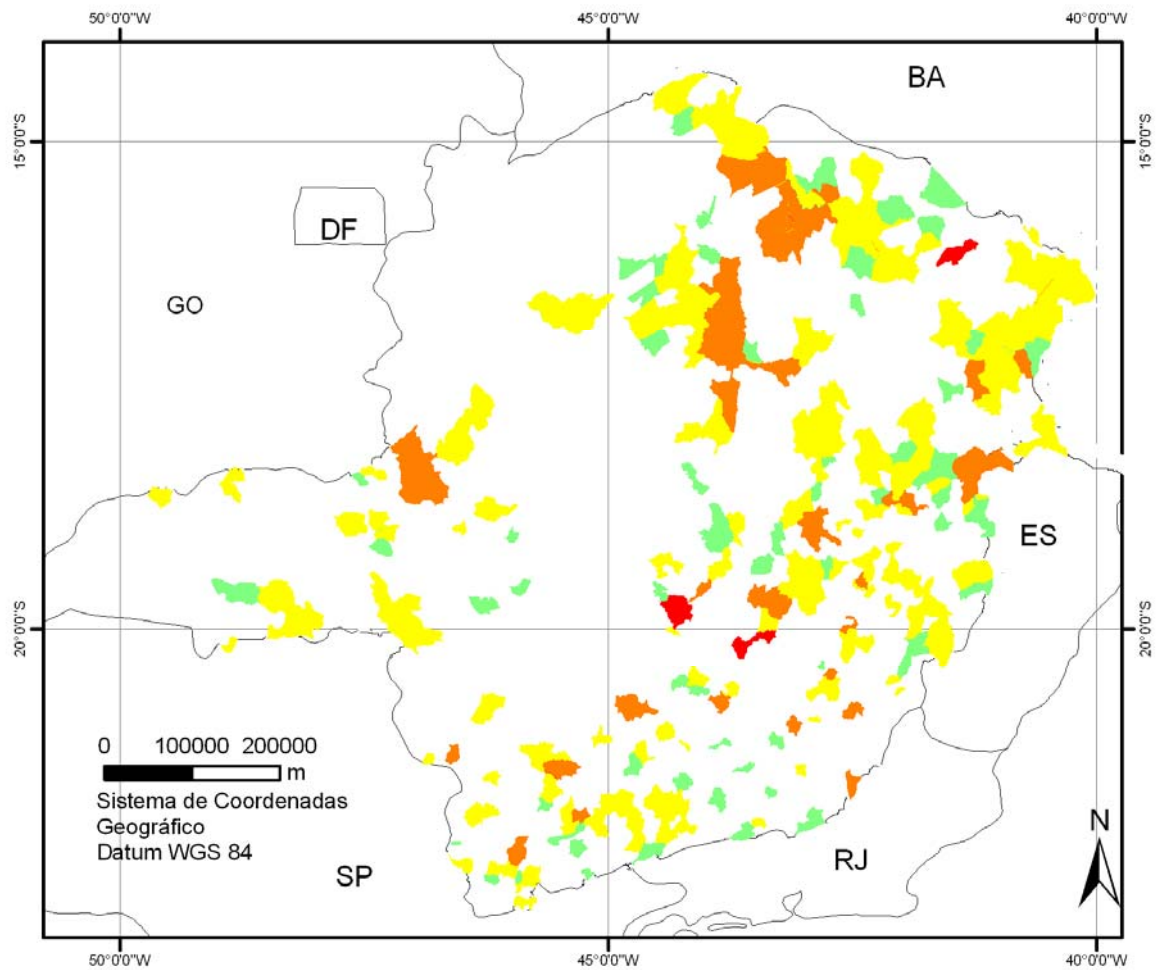 50°0'0"W 45°0'0"W 40°0'0"W
BA
15°0'0"S 15°0'0"S
DF
GO
ES
20°0'0"S 20°0'0"S
0 100000 200000
m
Sistema de Coordenadas
Geográfico
Datum WGS 84
N
SP
RJ
50°0'0"W 45°0'0"W 40°0'0"W